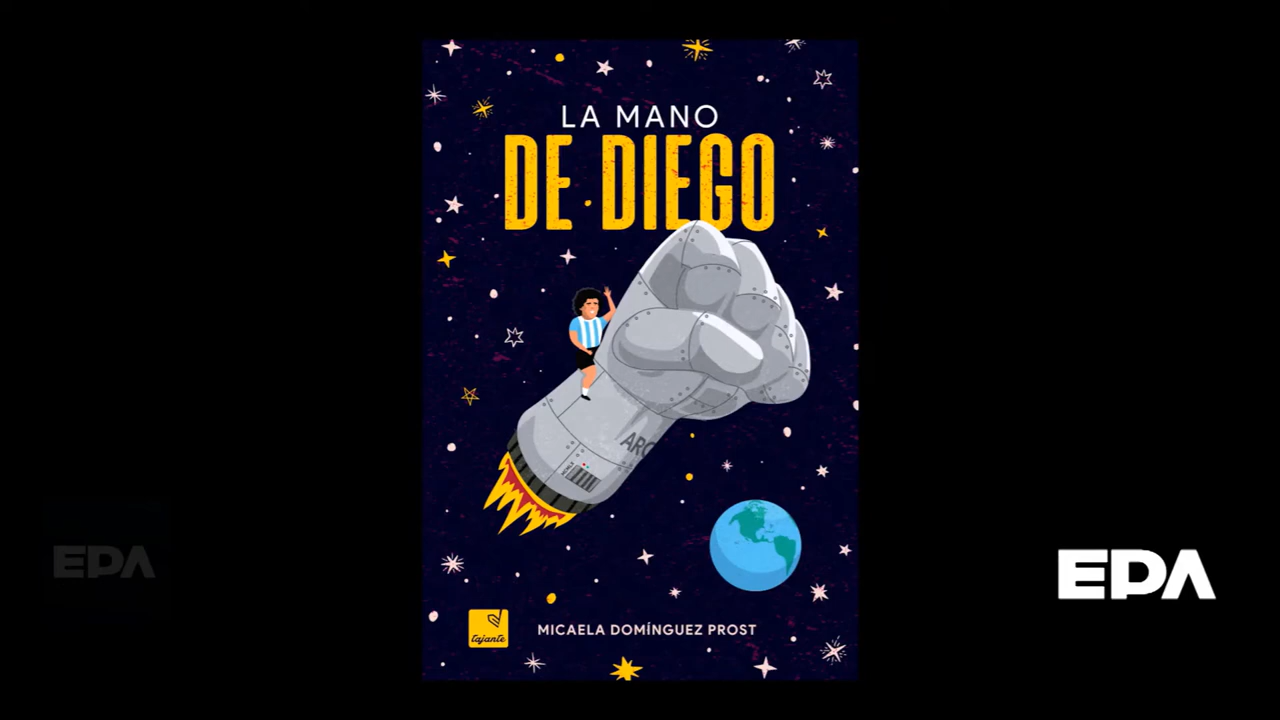 LA MANO
DE DIEGO
ARG
tajante
MICAELA DOMÍNGUEZ PROST
EPA
EPA